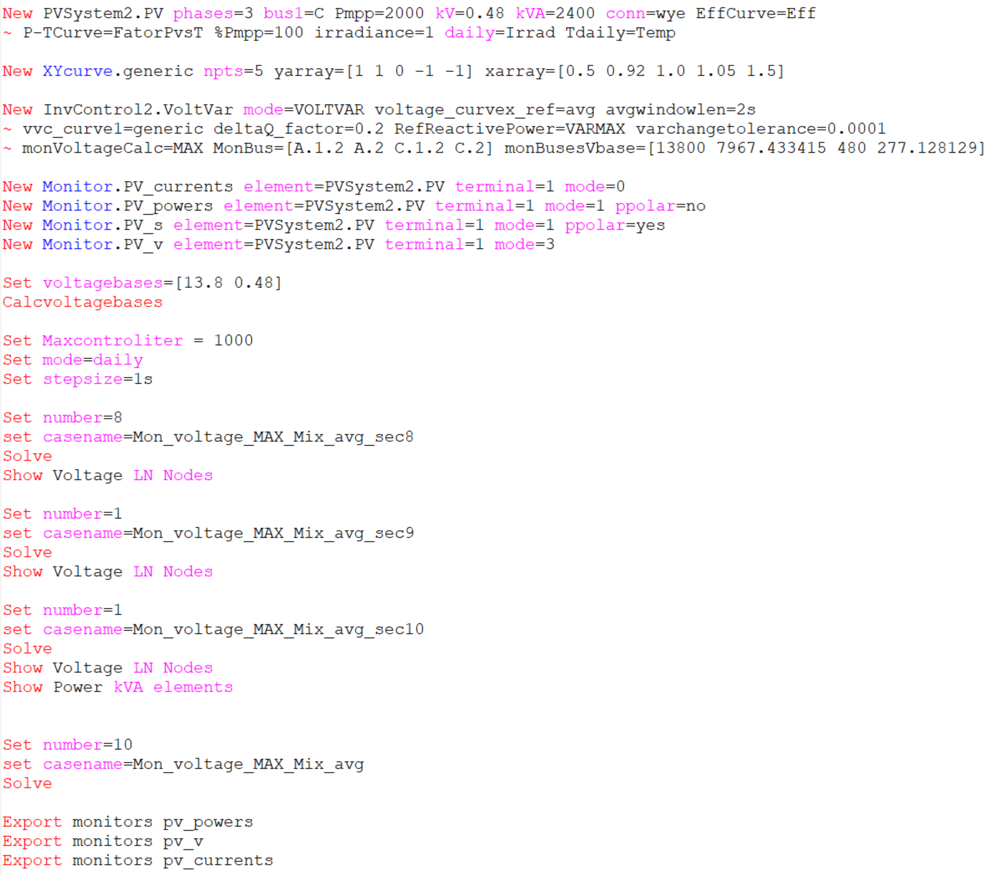 New PVSystem2.PV phases=3 bus1=C Pmpp=2000 kV=0.48 kVA=2400 conn=wye EffCurve=Eff
~ P-TCurve=FatorPvsT %Pmpp=100 irradiance=1 daily=Irrad Tdaily=Temp
New XYcurve.generic npts=5 yarray=[1 1 0 -1 -1] xarray=[0.5 0.92 1.0 1.05 1.5]
New InvControl2.VoltVar mode=VOLTVAR voltage_curvex_ref=avg avgwindowlen=2s
~ vvc_curve1=generic deltaQ_factor=0.2 RefReactivePower=VARMAX varchangetolerance=0.0001
~ monVoltageCalc=MAX MonBus=[A.1.2 A.2 C.1.2 C.2] monBusesVbase=[13800 7967.433415 480 277.128129]
New Monitor.PV_currents element=PVSystem2.PV terminal=1 mode=0
New Monitor.PV_powers element=PVSystem2.PV terminal=1 mode=1 ppolar=no
New Monitor.PV_s element=PVSystem2.PV terminal=1 mode=1 ppolar=yes
New Monitor.PV_v element=PVSystem2.PV terminal=1 mode=3
Set voltagebases=[13.8 0.48]
Calcvoltagebases
Set Maxcontroliter = 1000
Set mode=daily
Set stepsize=1s
Set number=8
set casename=Mon_voltage_MAX_Mix_avg_sec8
Solve
Show Voltage LN Nodes
Set number=1
set casename=Mon_voltage_MAX_Mix_avg_sec9
Solve
Show Voltage LN Nodes
Set number=1
set casename=Mon_voltage_MAX_Mix_avg_sec10
Solve
Show Voltage LN Nodes
Show Power kVA elements
Set number=10
set casename=Mon_voltage_MAX_Mix_avg
Solve
Export monitors pv_powers
Export monitors pv_v
Export monitors pv_currents